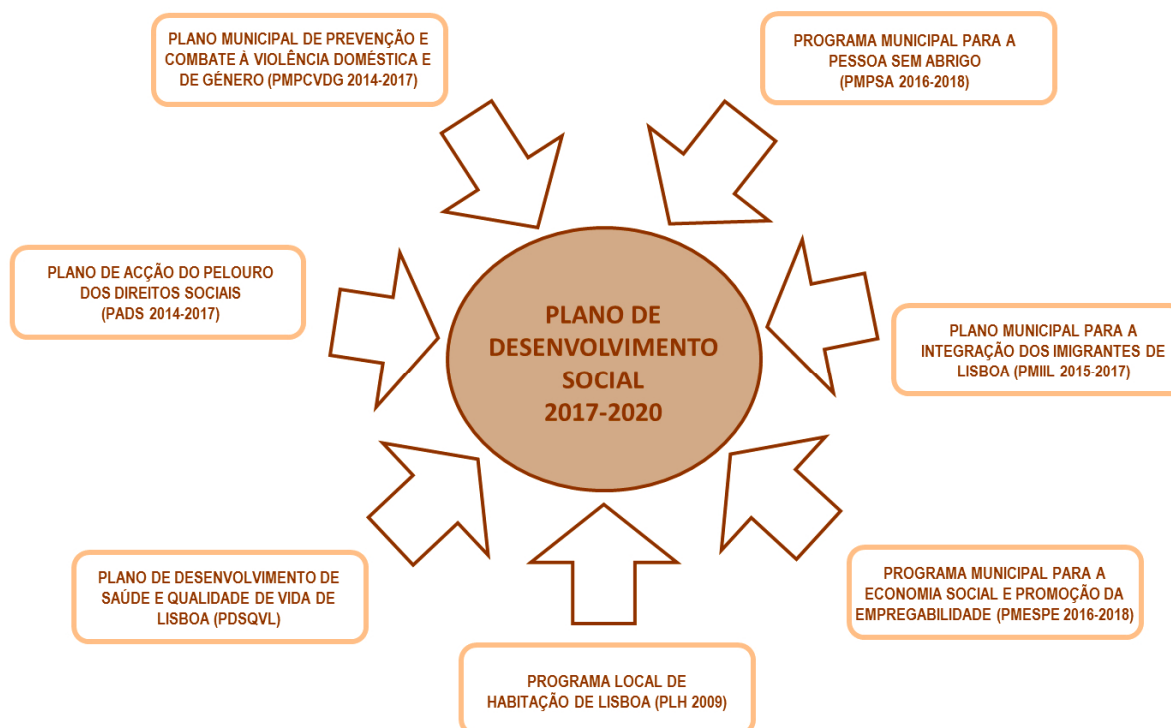 PLANO MUNICIPAL DE PREVENÇÃO E
COMBATE À VIOLÊNCIA DOMÉSTICA E
DE GÉNERO (PMPCVDG 2014-2017)
PROGRAMA MUNICIPAL PARA A
PESSOA SEM ABRIGO
(PMPSA 2016-2018)
PLANO DE ACÇÃO DO PELOURO
DOS DIREITOS SOCIAIS
(PADS 2014-2017)
PLANO DE
DESENVOLVIMENTO
SOCIAL
2017-2020
PLANO MUNICIPAL PARA A
INTEGRAÇÃO DOS IMIGRANTES DE
LISBOA (PMIIL 2015-2017)
PLANO DE DESENVOLVIMENTO DE
SAÚDE E QUALIDADE DE VIDA DE
LISBOA (PDSQVL)
PROGRAMA MUNICIPAL PARA A
ECONOMIA SOCIAL E PROMOÇÃO DA
EMPREGABILIDADE (PMESPE 2016-2018)
PROGRAMA LOCAL DE
HABITAÇÃO DE LISBOA (PLH 2009)